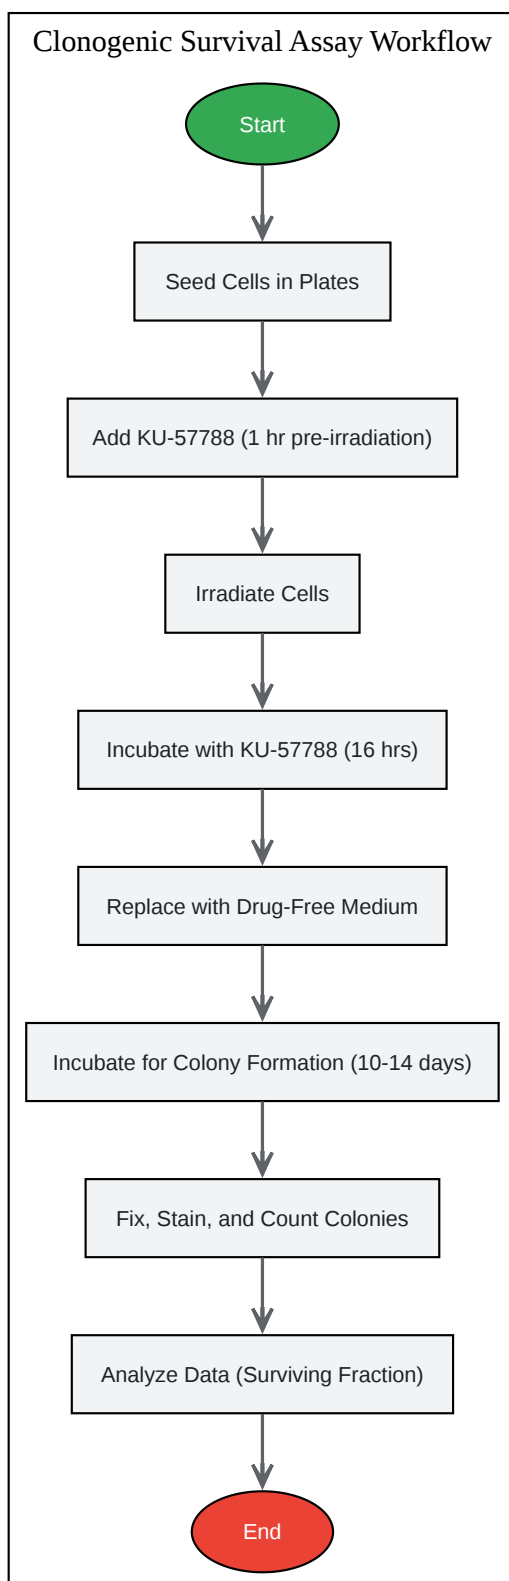 Clonogenic Survival Assay Workflow
Start
Seed Cells in Plates
Add KU-57788 (1 hr pre-irradiation)
Irradiate Cells
Incubate with KU-57788 (16 hrs)
Replace with Drug-Free Medium
Incubate for Colony Formation (10-14 days)
Fix, Stain, and Count Colonies
Analyze Data (Surviving Fraction)
End